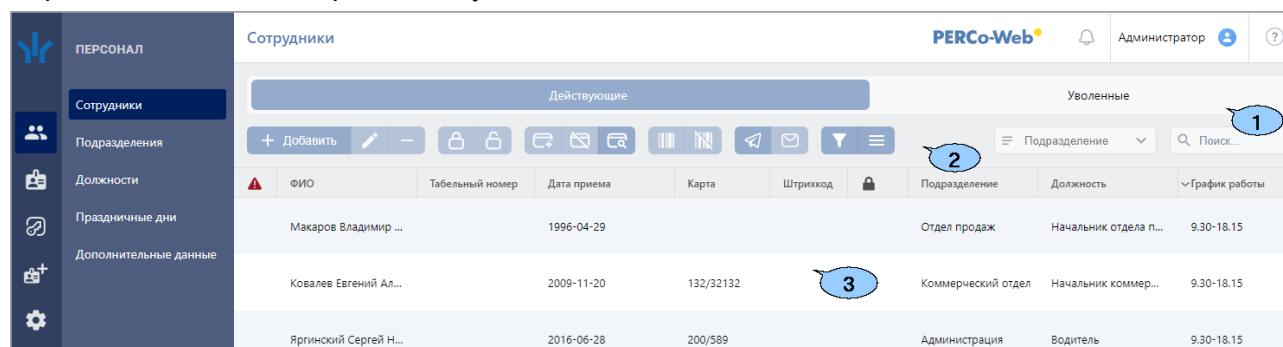 ПЕРСОНАЛ
Сотрудники
PERCo-Web
Администратор
?
Сотрудники
Подразделения
Должности
Праздничные дни
Дополнительные данные
Действующие
Уволенные
1
+ Добавить
2
Подразделение
Поиск...
ФИО Табельный номер Дата приема Карта Штрихкод Подразделение Должность График работы
Макаров Владимир ... 1996-04-29 Отдел продаж Начальник отдела п... 9.30-18.15
Ковалев Евгений Ал... 2009-11-20 132/32132 3 Коммерческий отдел Начальник коммер... 9.30-18.15
Яргинский Сергей Н... 2016-06-28 200/589 Администрация Водитель 9.30-18.15